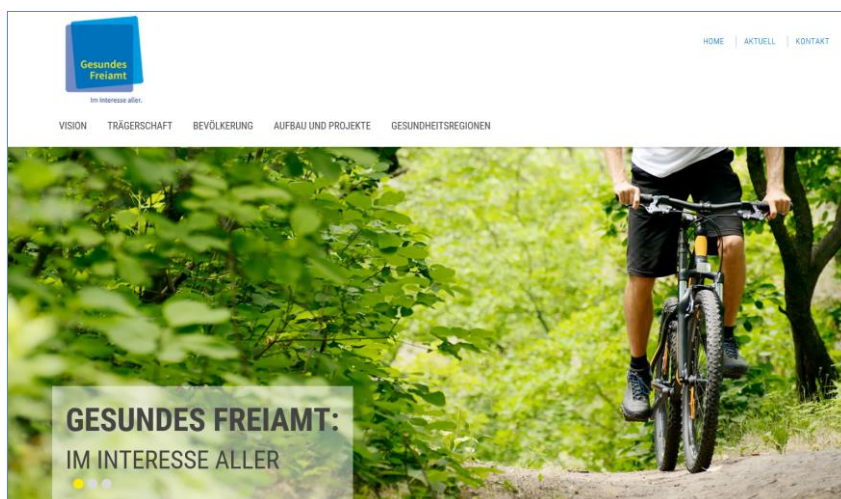 Gesundes
Freiamt
Im Interesse aller.
HOME AKTUELL KONTAKT
VISION TRÄGERSCHAFT BEVÖLKERUNG AUFBAU UND PROJEKTE GESUNDHEITSREGIONEN
GESUNDES FREIAMT:
IM INTERESSE ALLER